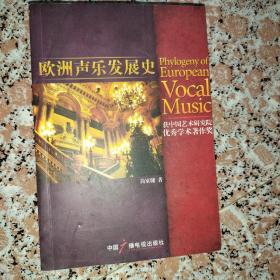 欧洲声乐发展史
Phylogeny of
European
Vocal
Music
获中国艺术研究院
优秀学术著作奖
尚家骧 著
中国广播电视出版社